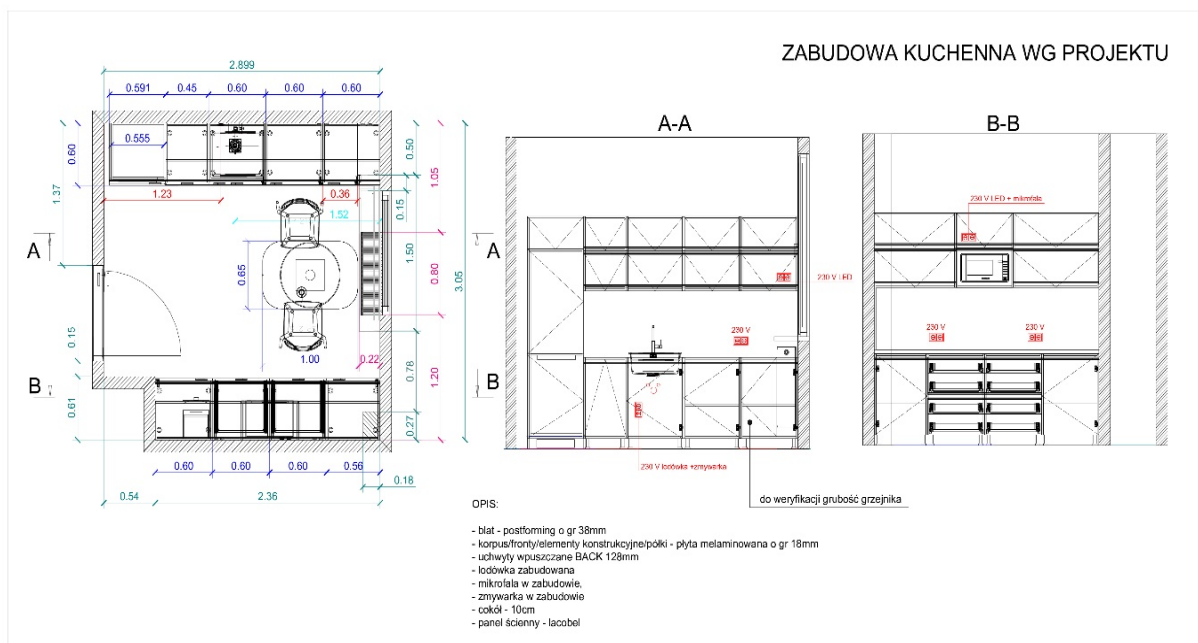 ZABUDOWA KUCHENNA WG PROJEKTU
2.899
0.591 0.45 0.60 0.60 0.60
0.555
0.60
1.37
1.23
0.36
0.50
1.05
0.15
1.52
A
0.65
1.50
0.80
3.05
0.15
1.00
0.22
0.78
1.20
B
0.61
0.27
0.60 0.60 0.60 0.56
0.18
0.54 2.36
A-A
A
B
230 V LED
230 V
230 V lodówka +zmywarka
do weryfikacji grubość grzejnika
B-B
230 V LED + mikrofala
230 V 230 V
OPIS:
- blat - postforming o gr 38mm
- korpus/fronty/elementy konstrukcyjne/półki - płyta melaminowana o gr 18mm
- uchwyty wpuszczane BACK 128mm
- lodówka zabudowana
- mikrofala w zabudowie,
- zmywarka w zabudowie
- cokół - 10cm
- panel ścienny - lacobel